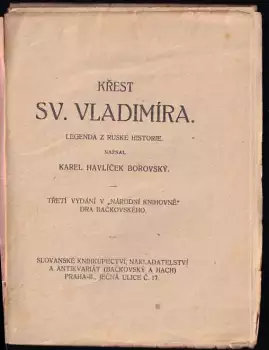 KŘEST
SV. VLADIMÍRA.
LEGENDA Z RUSKÉ HISTORIE.
NAPSAL
KAREL HAVLÍČEK BOROVSKÝ.
TŘETÍ VYDÁNÍ V „NÁRODNÍ KNIHOVNĚ“
DRA BAČKOVSKÉHO.
SLOVANSKÉ KNIHKUPECTVÍ, NAKLADATELSTVÍ
A ANTIKVARIÁT (BAČKOVSKÝ A HACH)
PRAHA-II., JEČNÁ ULICE Č. 17.